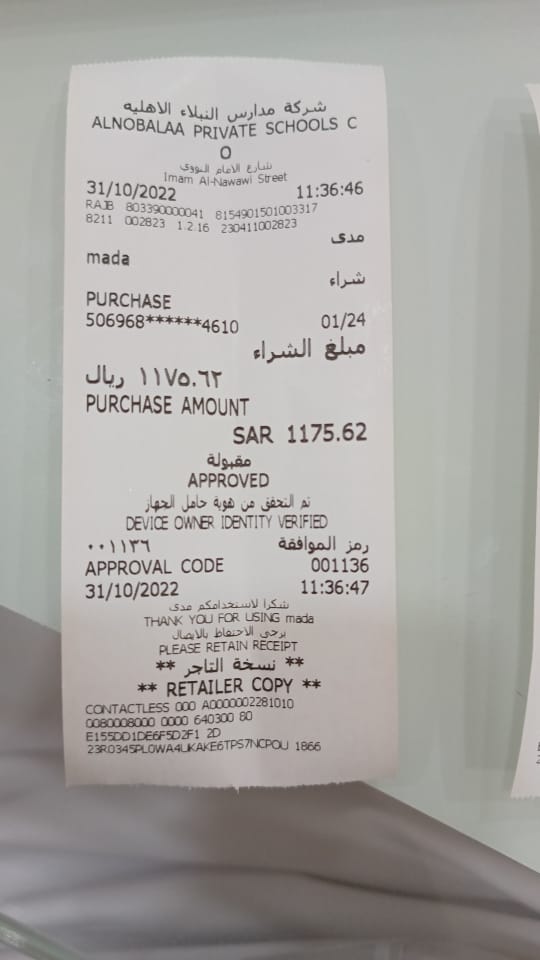 شركة مدارس النبلاء الاهليه
ALNOBALAA PRIVATE SCHOOLS C
O
شارع الامام النووي
Imam Al-Nawawi Street
31/10/2022 11:36:46
RAJB 803390000041 8154901501003317
8211 002823 1.2.16 230411002823
مدى
mada
شراء
PURCHASE
506968******4610 01/24
مبلغ الشراء
١١٧٥.٦٢ ريال
PURCHASE AMOUNT
SAR 1175.62
مقبولة
APPROVED
تم التحقق من هوية حامل الجهاز
DEVICE OWNER IDENTITY VERIFIED
رمز الموافقة ٠٠١١٣٦
APPROVAL CODE 001136
31/10/2022 11:36:47
شكرا لاستخدامكم مدى
THANK YOU FOR USING mada
يرجى الاحتفاظ بالايصال
PLEASE RETAIN RECEIPT
** نسخة التاجر **
** RETAILER COPY **
CONTACTLESS 000 A0000002281010
0080008000 0000 640300 80
E155DD1DE6F5D2F1 2D
23R0345PLOWA4UKAKE6TPS7NCPOU 1866